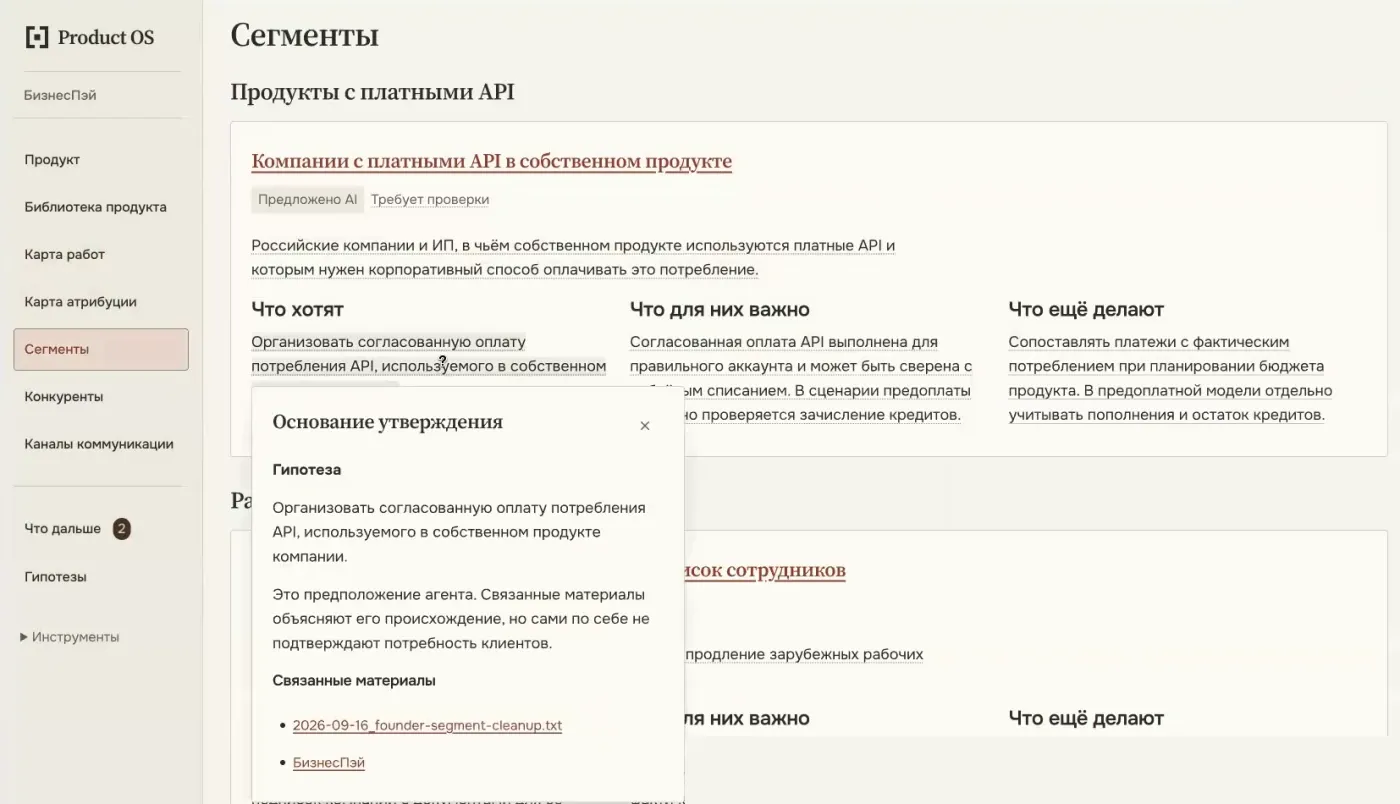 Product OS
БизнесПэй
Продукт
Библиотека продукта
Карта работ
Карта атрибуции
Сегменты
Конкуренты
Каналы коммуникации
Что дальше 2
Гипотезы
Инструменты
Сегменты
Продукты с платными API
Компании с платными API в собственном продукте
Предложено AI Требует проверки
Российские компании и ИП, в чьём собственном продукте используются платные API и
которым нужен корпоративный способ оплачивать это потребление.
Что хотят
Организовать согласованную оплату
потребления API, используемого в собственном
Что для них важно
Согласованная оплата API выполнена для
правильного аккаунта и может быть сверена с
ым списанием. В сценарии предоплаты
но проверяется зачисление кредитов.
Что ещё делают
Сопоставлять платежи с фактическим
потреблением при планировании бюджета
продукта. В предоплатной модели отдельно
учитывать пополнения и остаток кредитов.
Основание утверждения
×
Гипотеза
Организовать согласованную оплату потребления
API, используемого в собственном продукте
компании.
Это предположение агента. Связанные материалы
объясняют его происхождение, но сами по себе не
подтверждают потребность клиентов.
Связанные материалы
2026-09-16_founder-segment-cleanup.txt
БизнесПэй
Ра
исок сотрудников
продление зарубежных рабочих
ля них важно
Что ещё делают